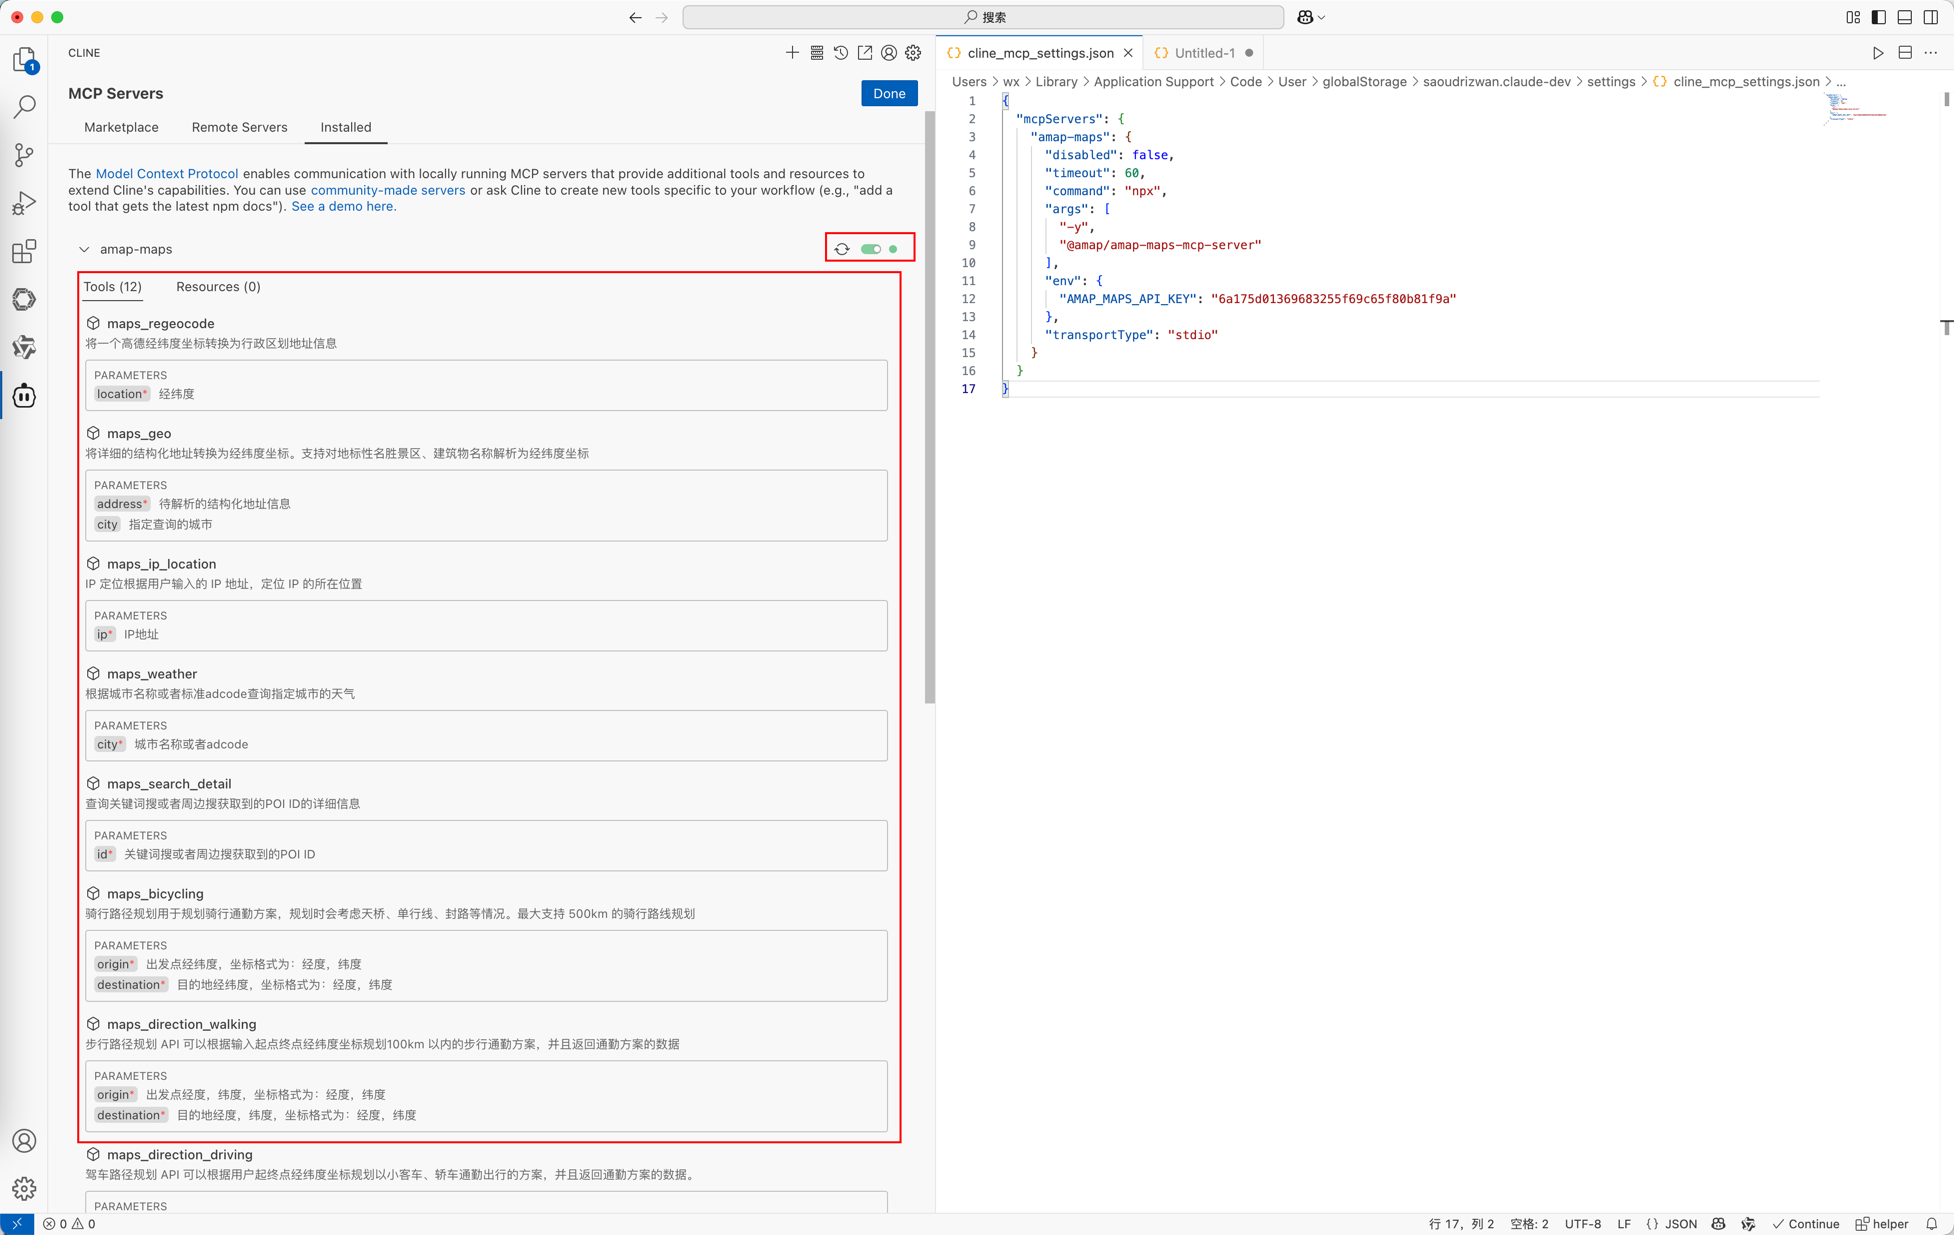 搜索
CLINE
MCP Servers
Done
Marketplace
Remote Servers
Installed
The Model Context Protocol enables communication with locally running MCP servers that provide additional tools and resources to
extend Cline's capabilities. You can use community-made servers or ask Cline to create new tools specific to your workflow (e.g., "add a
tool that gets the latest npm docs"). See a demo here.
amap-maps
Tools (12)
Resources (0)
maps_regeocode
将一个高德经纬度坐标转换为行政区划地址信息
PARAMETERS
location* 经纬度
maps_geo
将详细的结构化地址转换为经纬度坐标。支持对地标性名胜景区、建筑物名称解析为经纬度坐标
PARAMETERS
address* 待解析的结构化地址信息
city 指定查询的城市
maps_ip_location
IP 定位根据用户输入的 IP 地址，定位 IP 的所在位置
PARAMETERS
ip* IP地址
maps_weather
根据城市名称或者标准adcode查询指定城市的天气
PARAMETERS
city* 城市名称或者adcode
maps_search_detail
查询关键词搜或者周边搜获取到的POI ID的详细信息
PARAMETERS
id* 关键词搜或者周边搜获取到的POI ID
maps_bicycling
骑行路径规划用于规划骑行通勤方案，规划时会考虑天桥、单行线、封路等情况。最大支持 500km 的骑行路线规划
PARAMETERS
origin* 出发点经纬度，坐标格式为：经度，纬度
destination* 目的地经纬度，坐标格式为：经度，纬度
maps_direction_walking
步行路径规划 API 可以根据输入起点终点经纬度坐标规划100km 以内的步行通勤方案，并且返回通勤方案的数据
PARAMETERS
origin* 出发点经度，纬度，坐标格式为：经度，纬度
destination* 目的地经度，纬度，坐标格式为：经度，纬度
maps_direction_driving
驾车路径规划 API 可以根据用户起终点经纬度坐标规划以小客车、轿车通勤出行的方案，并且返回通勤方案的数据。
PARAMETERS
{} cline_mcp_settings.json
{} Untitled-1
Users > wx > Library > Application Support > Code > User > globalStorage > saoudrizwan.claude-dev > settings > {} cline_mcp_settings.json > ...
1 {
2 "mcpServers": {
3 "amap-maps": {
4 "disabled": false,
5 "timeout": 60,
6 "command": "npx",
7 "args": [
8 "-y",
9 "@amap/amap-maps-mcp-server"
10 ],
11 "env": {
12 "AMAP_MAPS_API_KEY": "6a175d01369683255f69c65f80b81f9a"
13 },
14 "transportType": "stdio"
15 }
16 }
17 }
1
0 0
行 17，列 2
空格: 2
UTF-8
LF
{} JSON
Continue
helper